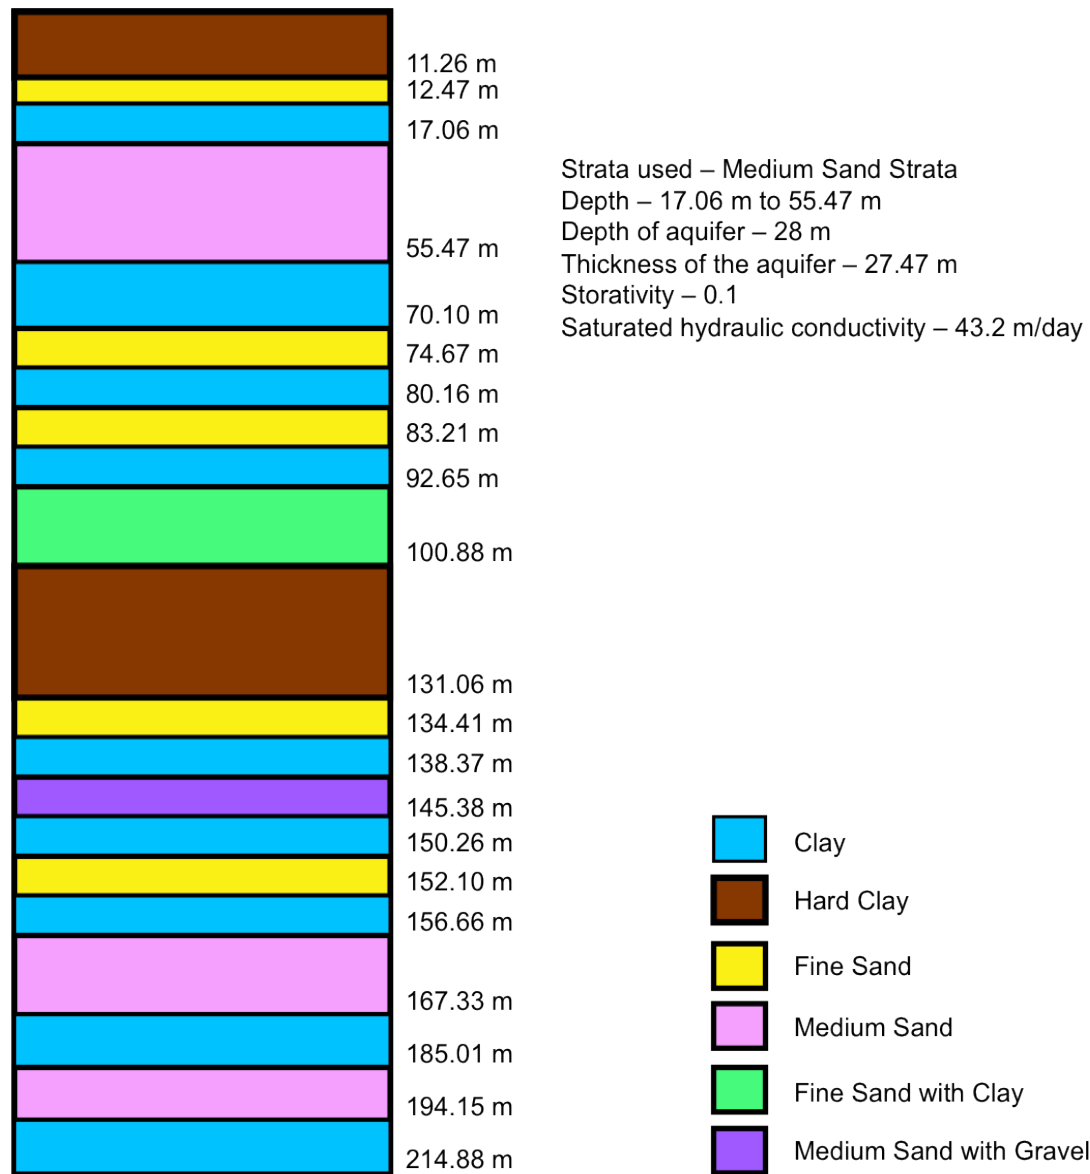 11.26 m
12.47 m
17.06 m
55.47 m
70.10 m
74.67 m
80.16 m
83.21 m
92.65 m
100.88 m
131.06 m
134.41 m
138.37 m
145.38 m
150.26 m
152.10 m
156.66 m
167.33 m
185.01 m
194.15 m
214.88 m
Strata used – Medium Sand Strata
Depth – 17.06 m to 55.47 m
Depth of aquifer – 28 m
Thickness of the aquifer – 27.47 m
Storativity – 0.1
Saturated hydraulic conductivity – 43.2 m/day
Clay
Hard Clay
Fine Sand
Medium Sand
Fine Sand with Clay
Medium Sand with Gravel